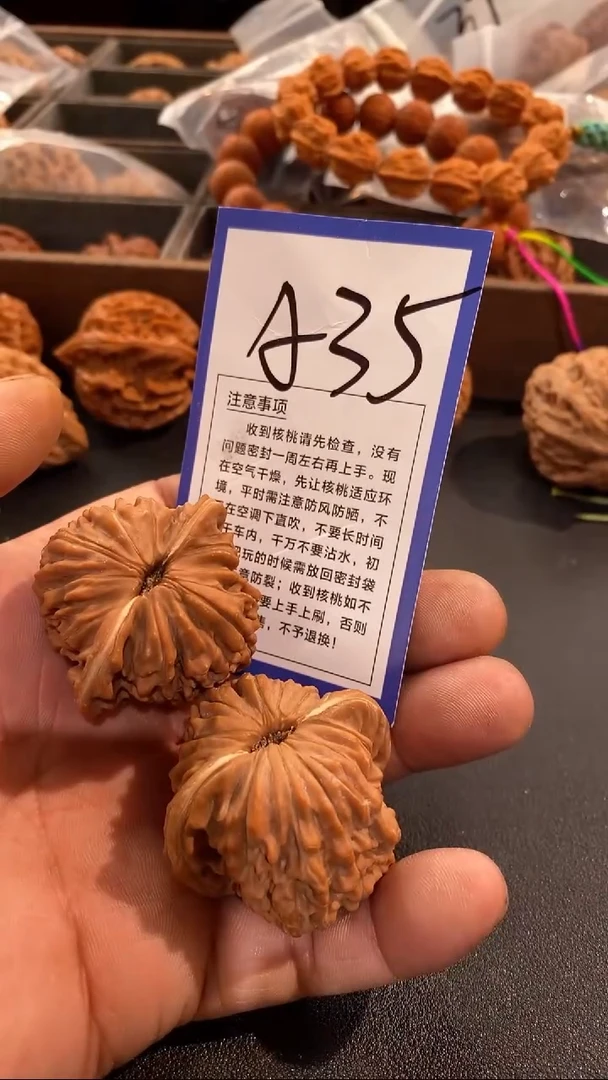 A35
注意事项
收到核桃请先检查，没有
问题密封一周左右再上手。现
在空气干燥，先让核桃适应环
境，平时需注意防风防晒，不
在空调下直吹，不要长时间
车内，千万不要沾水，初
玩的时候需放回密封袋
意防裂；收到核桃如不
要上手上刷，否则
，不予退换！